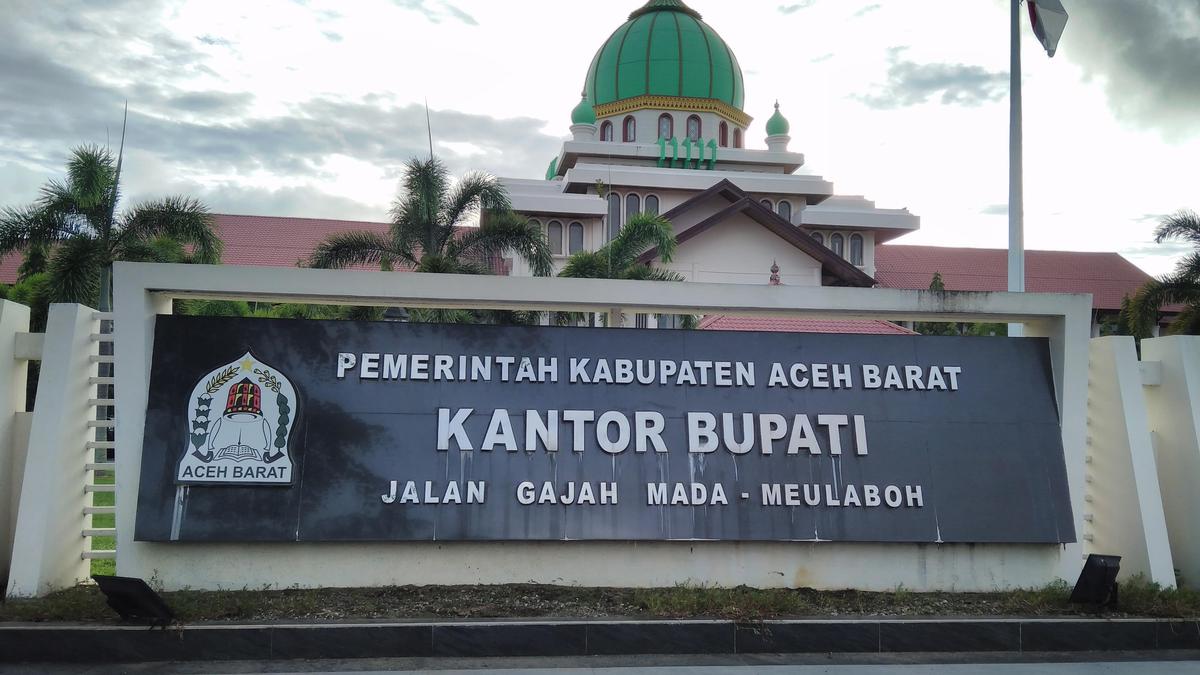 PEMERINTAH KABUPATEN ACEH BARAT
KANTOR BUPATI
JALAN GAJAH MADA - MEULABOH
ACEH BARAT